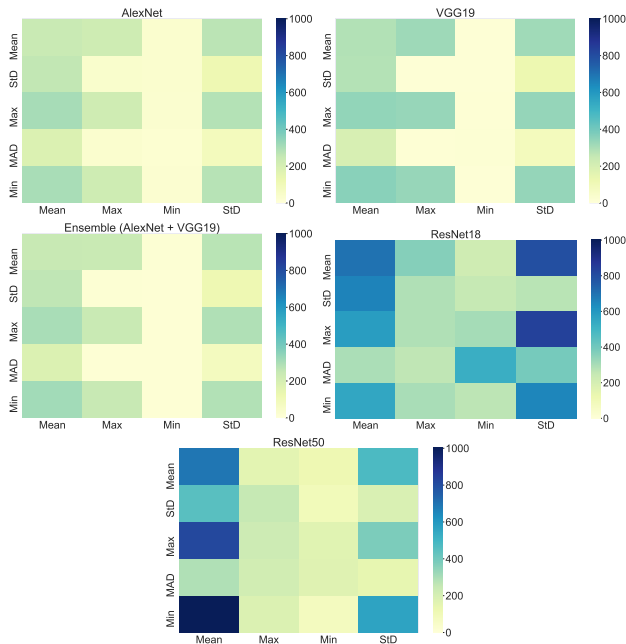 AlexNet
Mean
StD
Max
MAD
Min
Mean Max Min StD
1000
800
600
400
200
0
VGG19
Mean
StD
Max
MAD
Min
Mean Max Min StD
1000
800
600
400
200
0
Ensemble (AlexNet + VGG19)
Mean
StD
Max
MAD
Min
Mean Max Min StD
1000
800
600
400
200
0
ResNet18
Mean
StD
Max
MAD
Min
Mean Max Min StD
1000
800
600
400
200
0
ResNet50
Mean
StD
Max
MAD
Min
Mean Max Min StD
1000
800
600
400
200
0